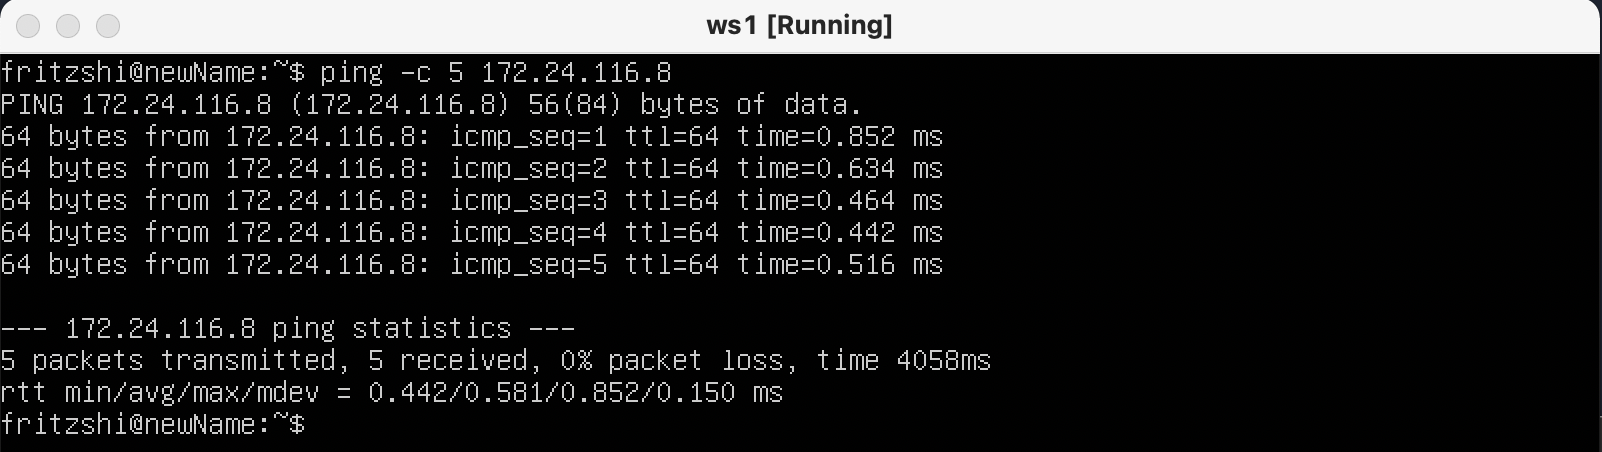 ws1 [Running]
fritzshi@newName:~$ ping -c 5 172.24.116.8
PING 172.24.116.8 (172.24.116.8) 56(84) bytes of data.
64 bytes from 172.24.116.8: icmp_seq=1 ttl=64 time=0.852 ms
64 bytes from 172.24.116.8: icmp_seq=2 ttl=64 time=0.634 ms
64 bytes from 172.24.116.8: icmp_seq=3 ttl=64 time=0.464 ms
64 bytes from 172.24.116.8: icmp_seq=4 ttl=64 time=0.442 ms
64 bytes from 172.24.116.8: icmp_seq=5 ttl=64 time=0.516 ms
--- 172.24.116.8 ping statistics ---
5 packets transmitted, 5 received, 0% packet loss, time 4058ms
rtt min/avg/max/mdev = 0.442/0.581/0.852/0.150 ms
fritzshi@newName:~$